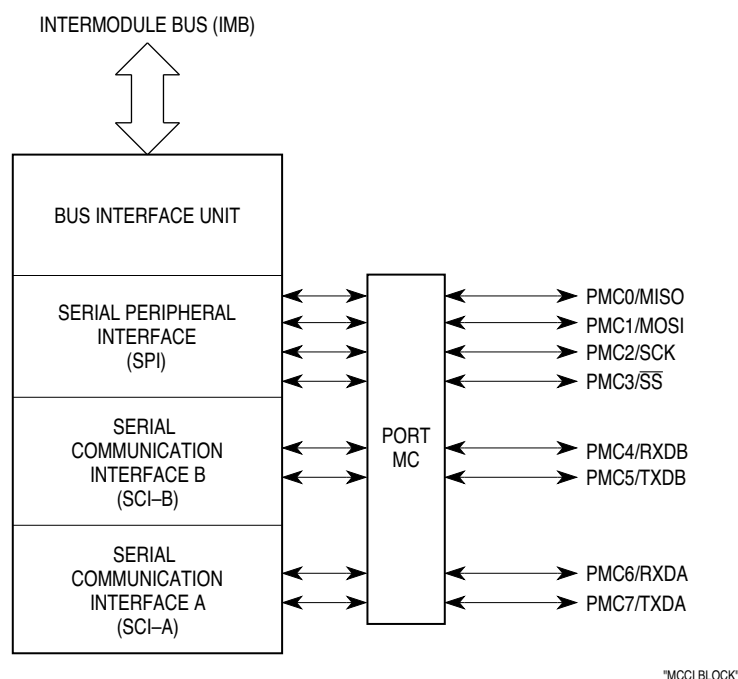 INTERMODULE BUS (IMB)
BUS INTERFACE UNIT
SERIAL PERIPHERAL
INTERFACE
(SPI)
SERIAL
COMMUNICATION
INTERFACE B
(SCI–B)
SERIAL
COMMUNICATION
INTERFACE A
(SCI–A)
PORT
MC
PMC0/MISO
PMC1/MOSI
PMC2/SCK
PMC3/S̅S̅
PMC4/RXDB
PMC5/TXDB
PMC6/RXDA
PMC7/TXDA
"MCCI BLOCK"